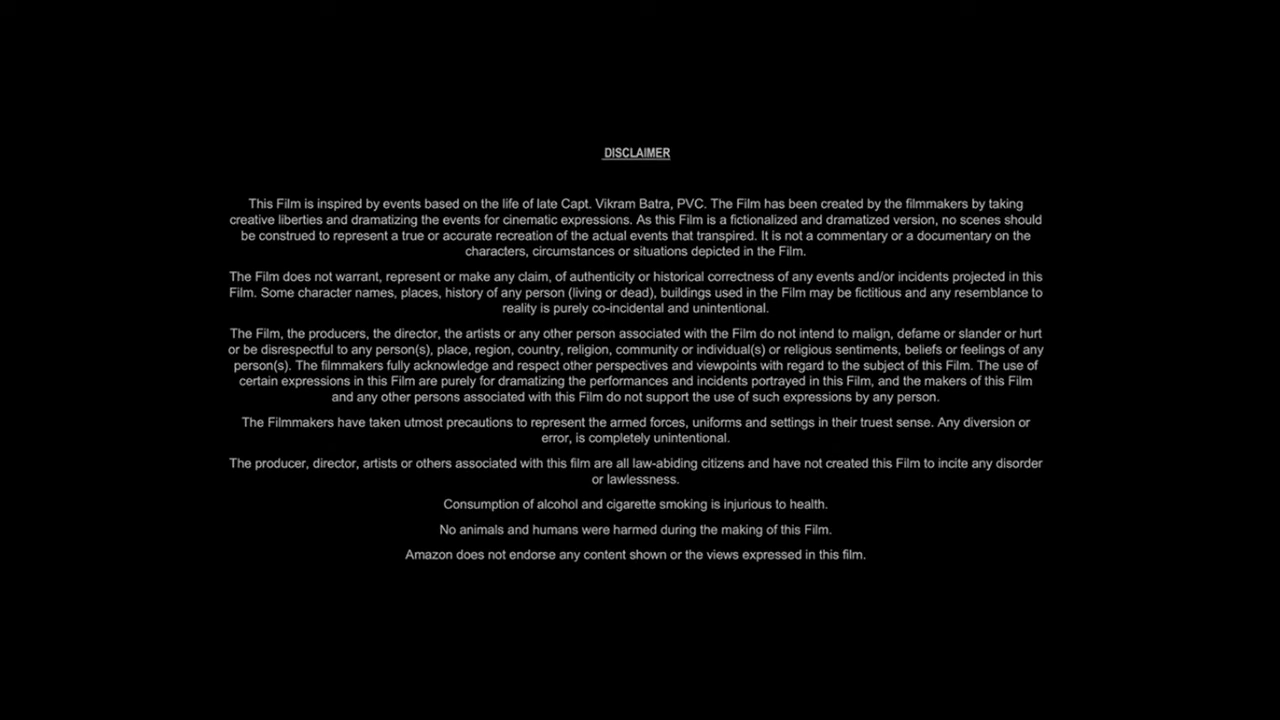 DISCLAIMER
This Film is inspired by events based on the life of late Capt. Vikram Batra, PVC. The Film has been created by the filmmakers by taking
creative liberties and dramatizing the events for cinematic expressions. As this Film is a fictionalized and dramatized version, no scenes should
be construed to represent a true or accurate recreation of the actual events that transpired. It is not a commentary or a documentary on the
characters, circumstances or situations depicted in the Film.
The Film does not warrant, represent or make any claim, of authenticity or historical correctness of any events and/or incidents projected in this
Film. Some character names, places, history of any person (living or dead), buildings used in the Film may be fictitious and any resemblance to
reality is purely co-incidental and unintentional.
The Film, the producers, the director, the artists or any other person associated with the Film do not intend to malign, defame or slander or hurt
or be disrespectful to any person(s), place, region, country, religion, community or individual(s) or religious sentiments, beliefs or feelings of any
person(s). The filmmakers fully acknowledge and respect other perspectives and viewpoints with regard to the subject of this Film. The use of
certain expressions in this Film are purely for dramatizing the performances and incidents portrayed in this Film, and the makers of this Film
and any other persons associated with this Film do not support the use of such expressions by any person.
The Filmmakers have taken utmost precautions to represent the armed forces, uniforms and settings in their truest sense. Any diversion or
error, is completely unintentional.
The producer, director, artists or others associated with this film are all law-abiding citizens and have not created this Film to incite any disorder
or lawlessness.
Consumption of alcohol and cigarette smoking is injurious to health.
No animals and humans were harmed during the making of this Film.
Amazon does not endorse any content shown or the views expressed in this film.